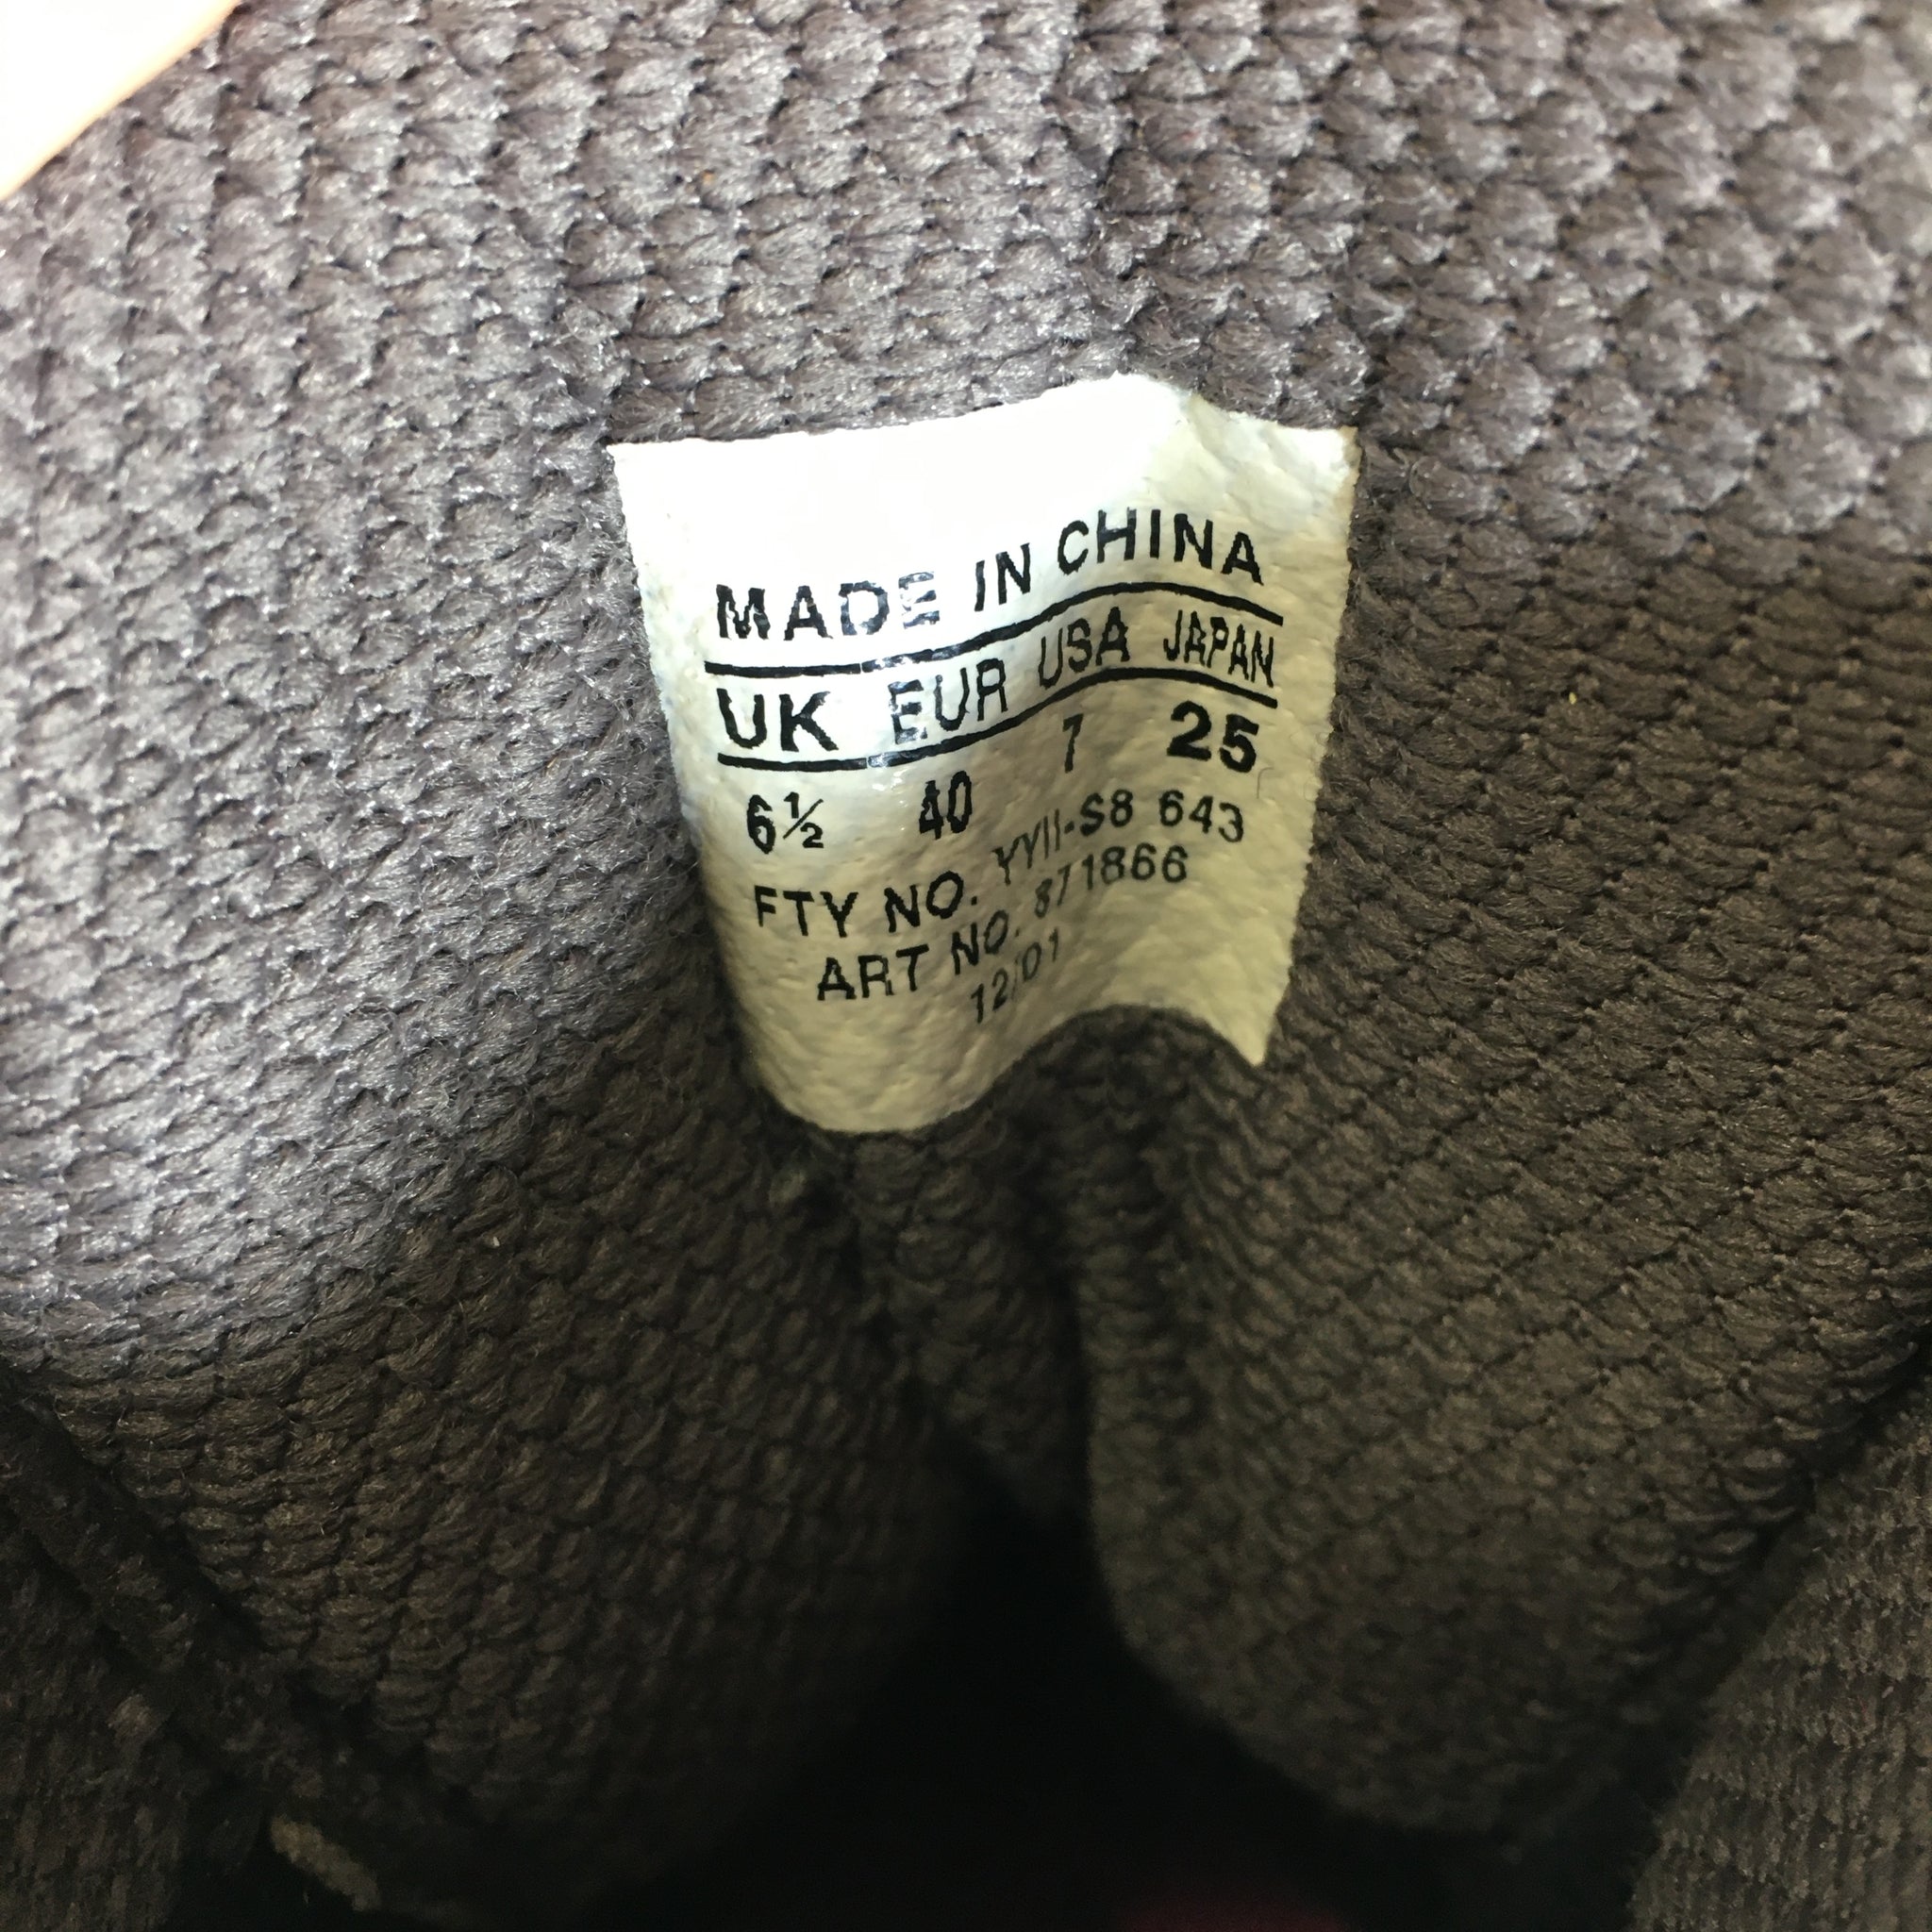 MADE IN CHINA
UK EUR USA JAPAN
6½ 40 7 25
FTY NO. YYII-S8 643
ART NO. 871866
12/01